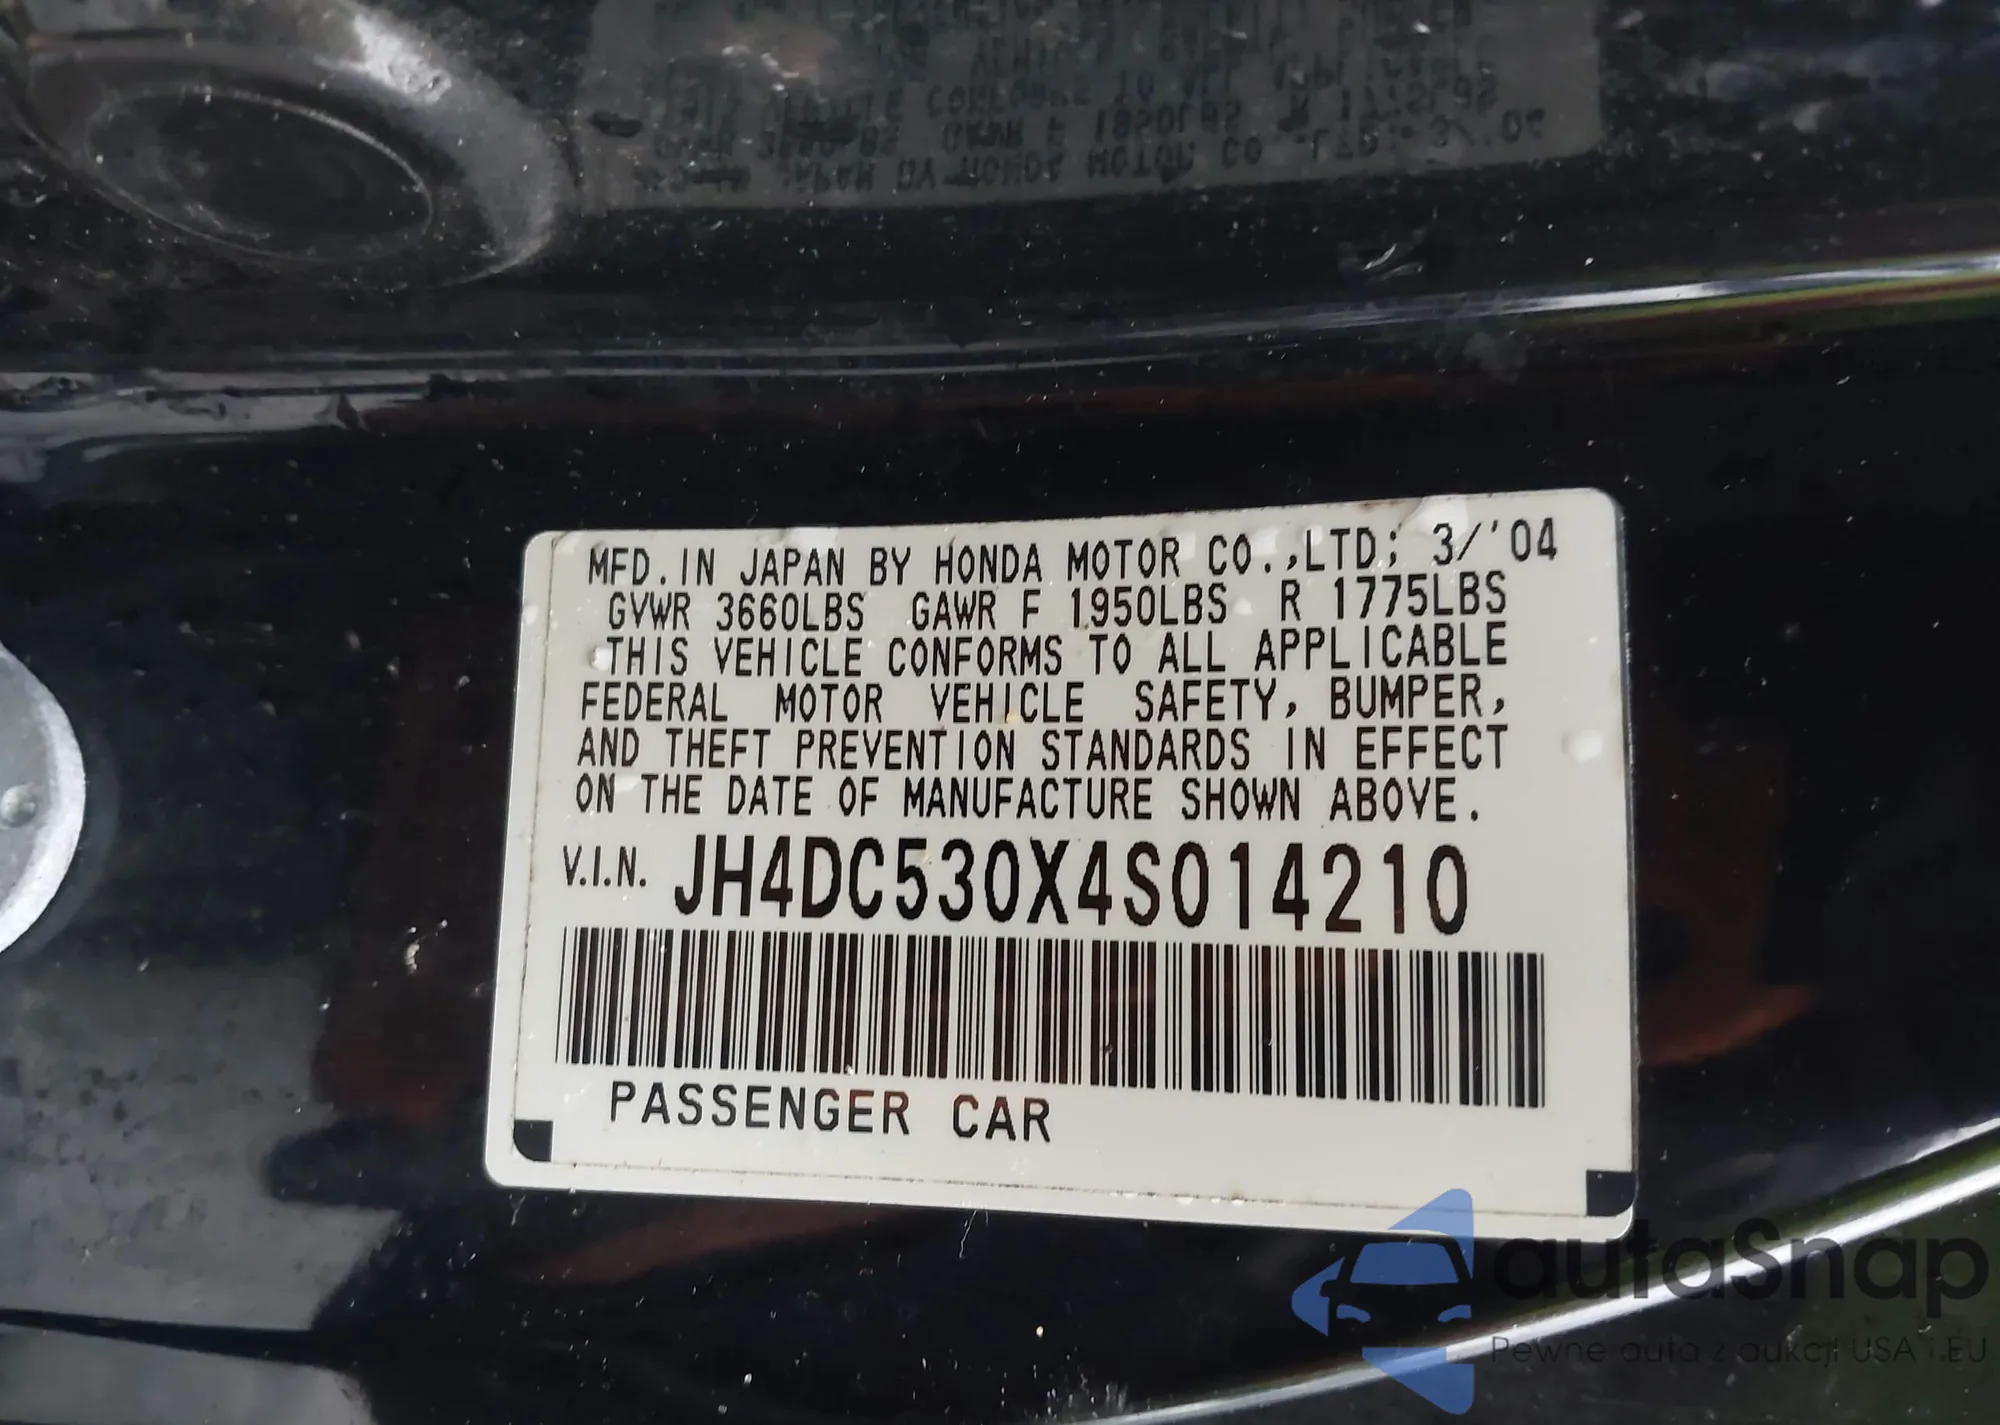 MFD. IN JAPAN BY HONDA MOTOR CO.,LTD; 3/'04
GVWR 3660LBS GAWR F 1950LBS R 1775LBS
THIS VEHICLE CONFORMS TO ALL APPLICABLE
FEDERAL MOTOR VEHICLE SAFETY, BUMPER,
AND THEFT PREVENTION STANDARDS IN EFFECT
ON THE DATE OF MANUFACTURE SHOWN ABOVE.
V.I.N. JH4DC530X4S014210
PASSENGER CAR
autaSnap
Pewne auta z aukcji USA i EU